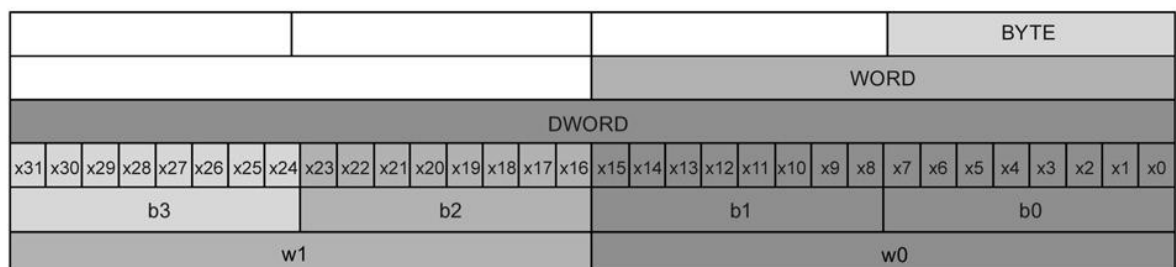 BYTE
WORD
DWORD
x31 x30 x29 x28 x27 x26 x25 x24 x23 x22 x21 x20 x19 x18 x17 x16 x15 x14 x13 x12 x11 x10 x9 x8 x7 x6 x5 x4 x3 x2 x1 x0
b3 b2 b1 b0
w1 w0